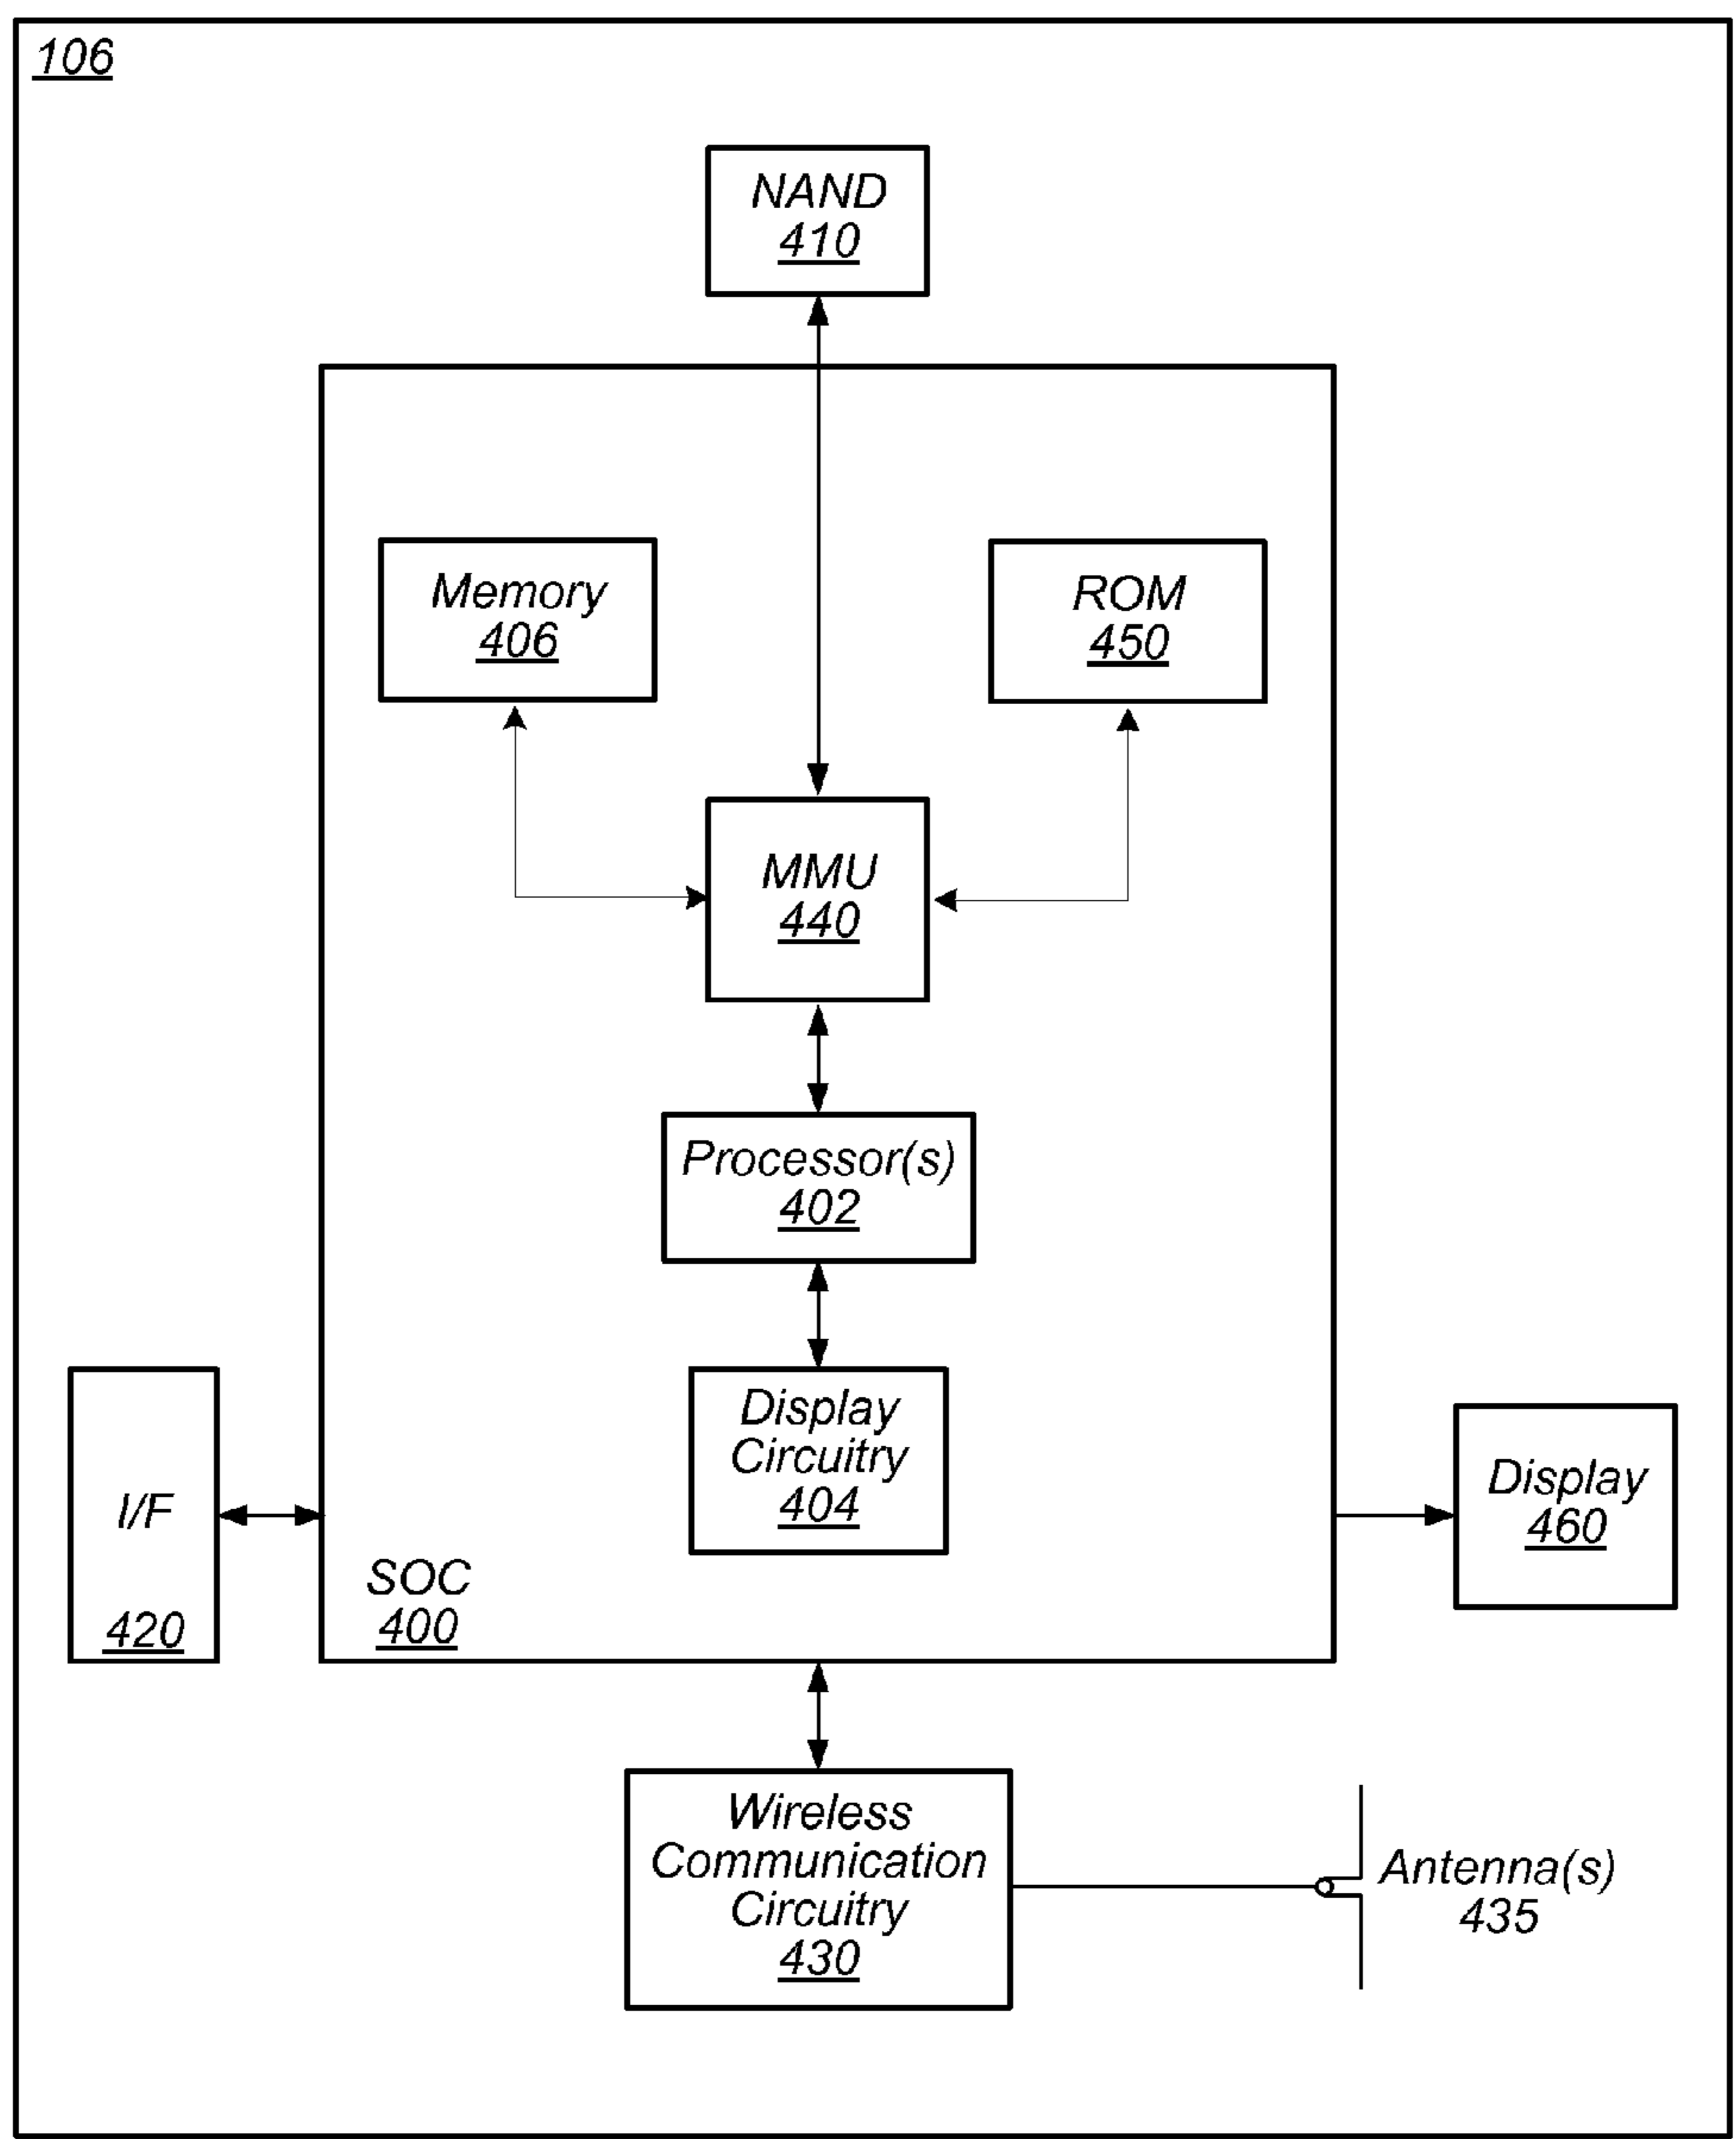 106
NAND
410
Memory
406
ROM
450
MMU
440
Processor(s)
402
Display
Circuitry
404
I/F
420
SOC
400
Display
460
Wireless
Communication
Circuitry
430
Antenna(s)
435